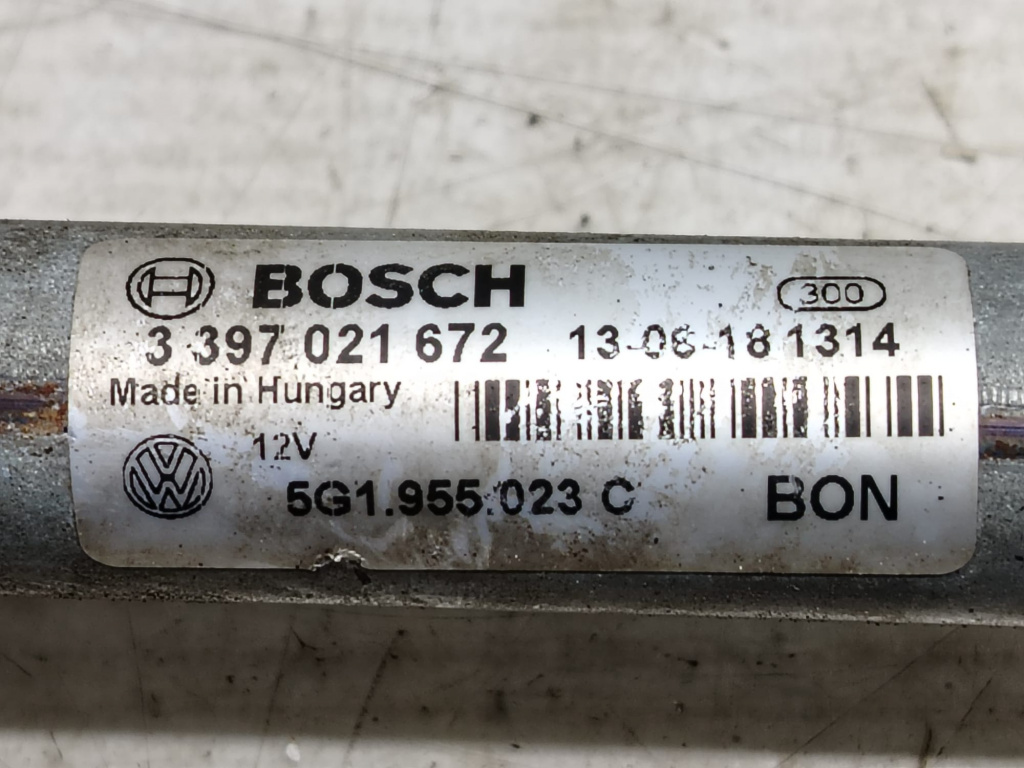 BOSCH 300
3 397 021 672 13-06-18 1314
Made in Hungary
12V
5G1.955.023 C BON